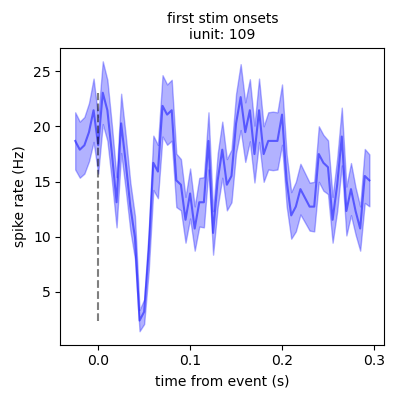 first stim onsets
iunit: 109
spike rate (Hz)
25
20
15
10
5
0.0
0.1
0.2
0.3
time from event (s)